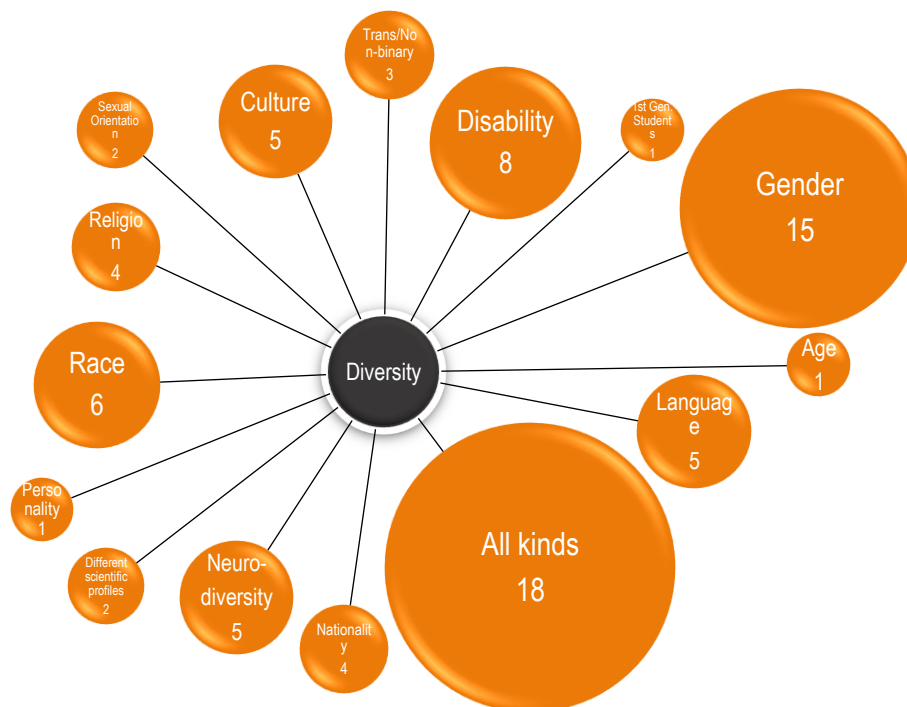 Trans/No
n-binary
3
Sexual
Orientatio
n
2
Culture
5
Disability
8
1st Gen.
Student
s
1
Gender
15
Religio
n
4
Race
6
Diversity
Age
1
Languag
e
5
Perso
nality
1
Different
scientific
profiles
2
Neuro-
diversity
5
Nationalit
y
4
All kinds
18